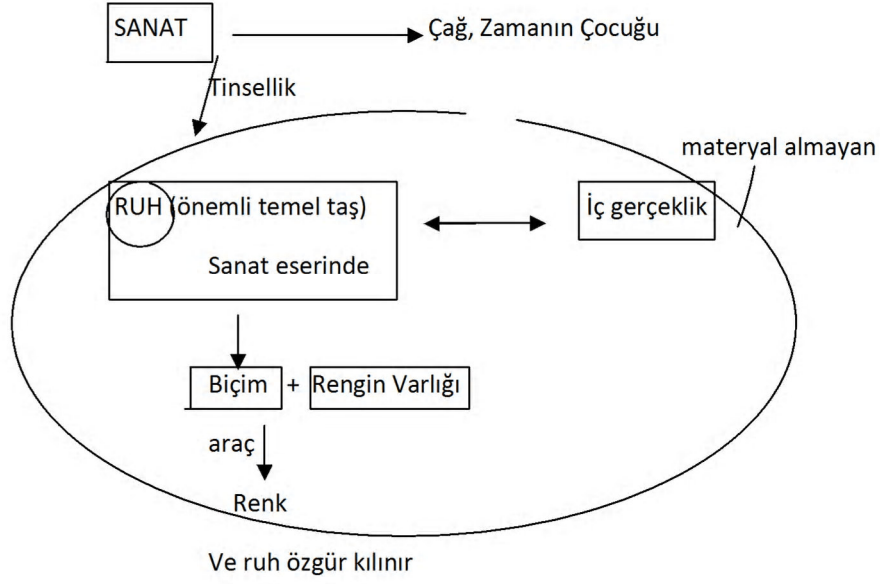 SANAT
Çağ, Zamanın Çocuğu
Tinsellik
materyal almayan
RUH (önemli temel taş)
İç gerçeklik
Sanat eserinde
Biçim + Rengin Varlığı
araç
Renk
Ve ruh özgür kılınır